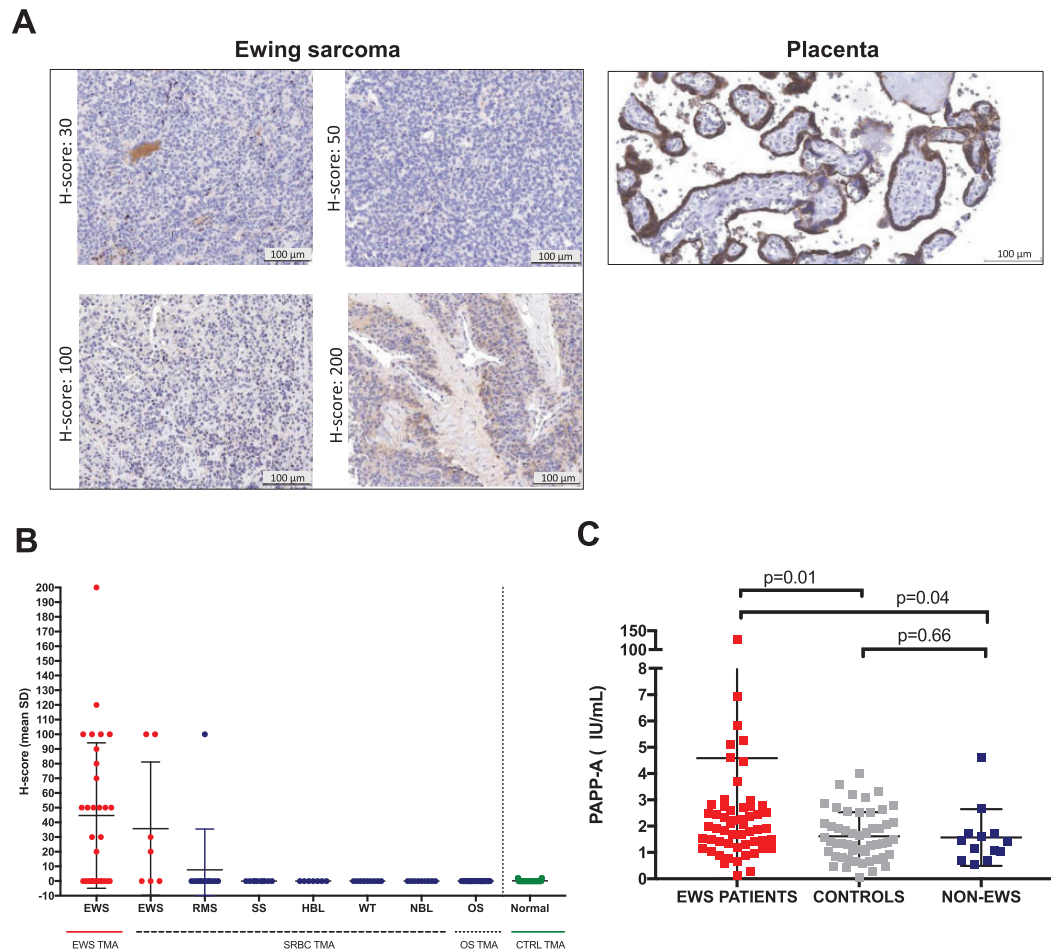 A
Ewing sarcoma
Placenta
H-score: 30
100 µm
H-score: 50
100 µm
100 µm
H-score: 100
100 µm
H-score: 200
100 µm
B
H-score (mean SD)
200
190
180
170
160
150
140
130
120
110
100
90
80
70
60
50
40
30
20
10
0
-10
EWS EWS RMS SS HBL WT NBL OS Normal
EWS TMA SRBC TMA OS TMA CTRL TMA
C
p=0.01
p=0.04
p=0.66
PAPP-A ( IU/mL)
150
100
8
7
6
5
4
3
2
1
0
EWS PATIENTS CONTROLS NON-EWS